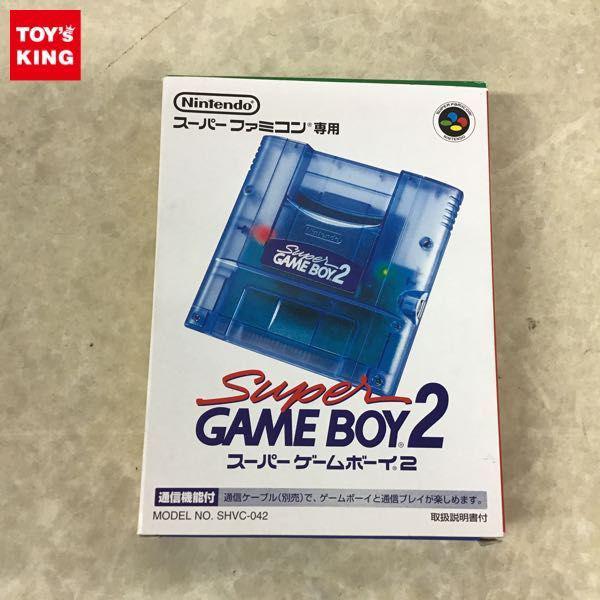 TOY's
KING
Nintendo®
スーパーファミコン®専用
SUPER FAMICOM
NINTENDO
Nintendo
Super
GAME BOY 2
Super
GAME BOY®2
スーパーゲームボーイ®2
通信機能付 通信ケーブル(別売)で、ゲームボーイと通信プレイが楽しめます。
MODEL NO. SHVC-042 取扱説明書付